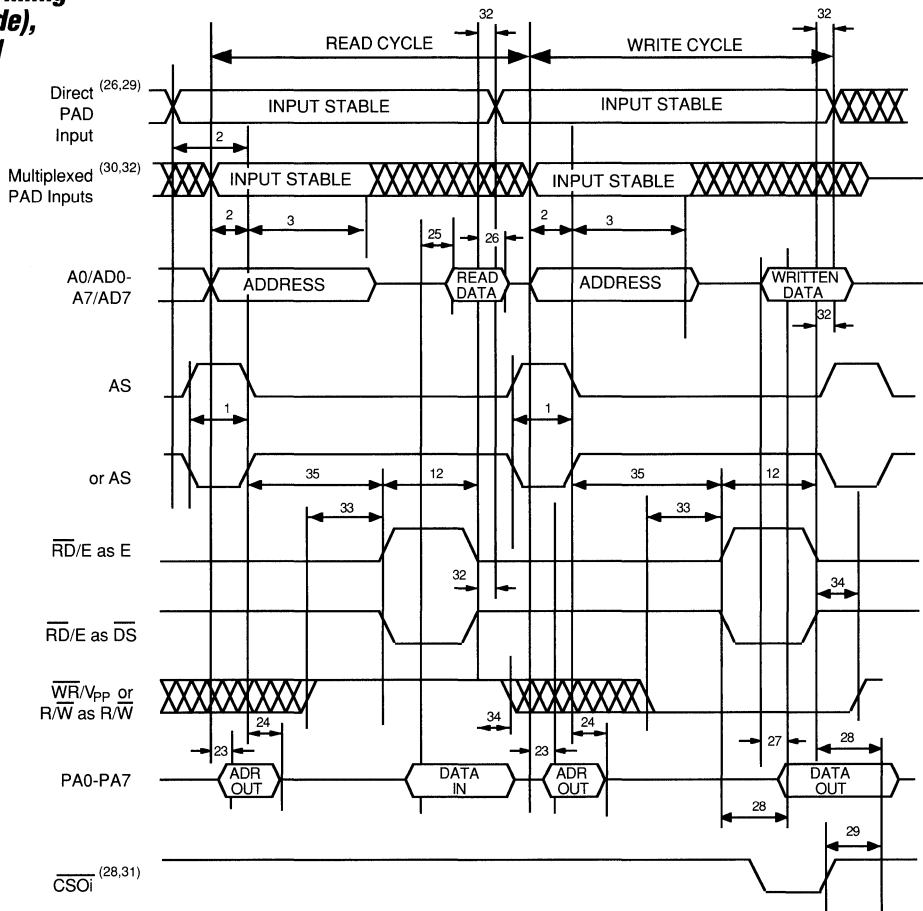 de),
32
32
READ CYCLE
WRITE CYCLE
Direct (26,29)
PAD
Input
INPUT STABLE
INPUT STABLE
2
Multiplexed (30,32)
PAD Inputs
INPUT STABLE
INPUT STABLE
2
3
25
26
2
3
A0/AD0-
A7/AD7
ADDRESS
READ
DATA
ADDRESS
WRITTEN
DATA
32
AS
1
1
or AS
35
12
35
12
33
33
RD/E as E
32
34
RD/E as DS
WR/VPP or
R/W as R/W
24
34
24
23
23
27
28
PA0-PA7
ADR
OUT
DATA
IN
ADR
OUT
DATA
OUT
28
29
CSOi (28,31)